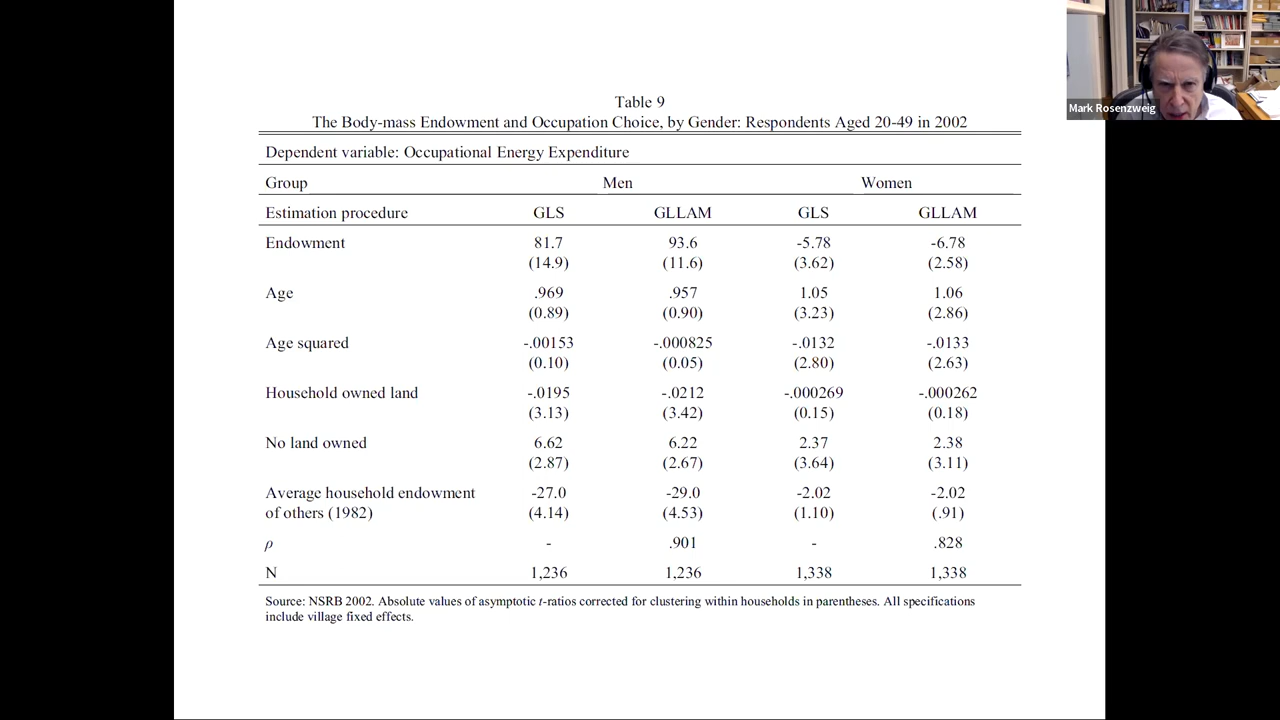 Mark Rosenzweig
Table 9
The Body-mass Endowment and Occupation Choice, by Gender: Respondents Aged 20-49 in 2002
Dependent variable: Occupational Energy Expenditure
Group Men Women
Estimation procedure GLS GLLAM GLS GLLAM
Endowment 81.7 93.6 -5.78 -6.78
(14.9) (11.6) (3.62) (2.58)
Age .969 .957 1.05 1.06
(0.89) (0.90) (3.23) (2.86)
Age squared -.00153 -.000825 -.0132 -.0133
(0.10) (0.05) (2.80) (2.63)
Household owned land -.0195 -.0212 -.000269 -.000262
(3.13) (3.42) (0.15) (0.18)
No land owned 6.62 6.22 2.37 2.38
(2.87) (2.67) (3.64) (3.11)
Average household endowment -27.0 -29.0 -2.02 -2.02
of others (1982) (4.14) (4.53) (1.10) (.91)
ρ - .901 - .828
N 1,236 1,236 1,338 1,338
Source: NSRB 2002. Absolute values of asymptotic t-ratios corrected for clustering within households in parentheses. All specifications
include village fixed effects.